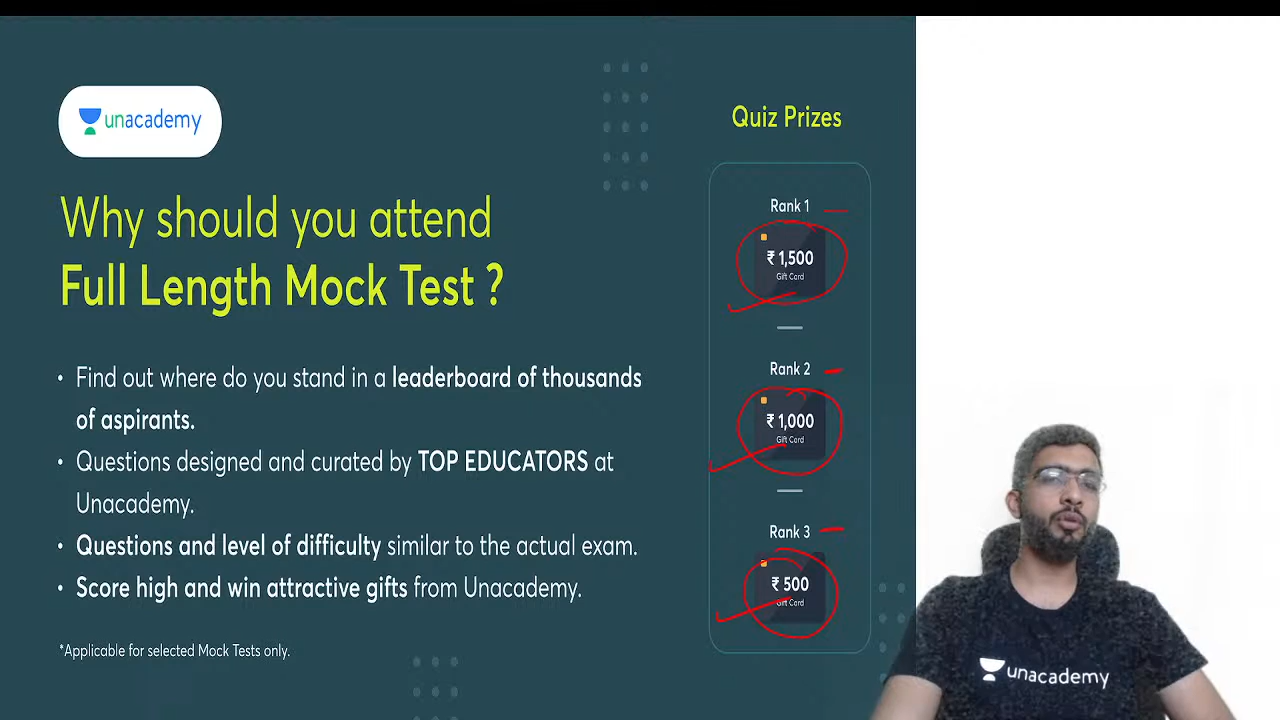 unacademy
Why should you attend
Full Length Mock Test ?
• Find out where do you stand in a leaderboard of thousands
of aspirants.
• Questions designed and curated by TOP EDUCATORS at
Unacademy.
• Questions and level of difficulty similar to the actual exam.
• Score high and win attractive gifts from Unacademy.
*Applicable for selected Mock Tests only.
Quiz Prizes
Rank 1
₹ 1,500
Gift Card
Rank 2
₹ 1,000
Gift Card
Rank 3
₹ 500
Gift Card
unacademy